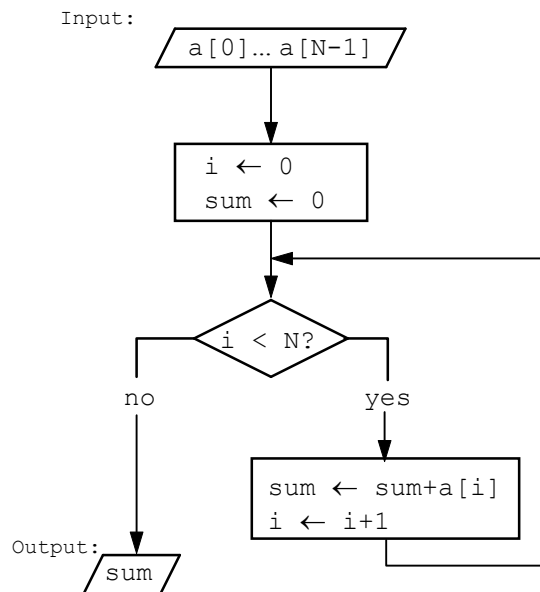 Input:
a[0]... a[N-1]
i ← 0
sum ← 0
i < N?
no
yes
sum ← sum+a[i]
i ← i+1
Output:
sum